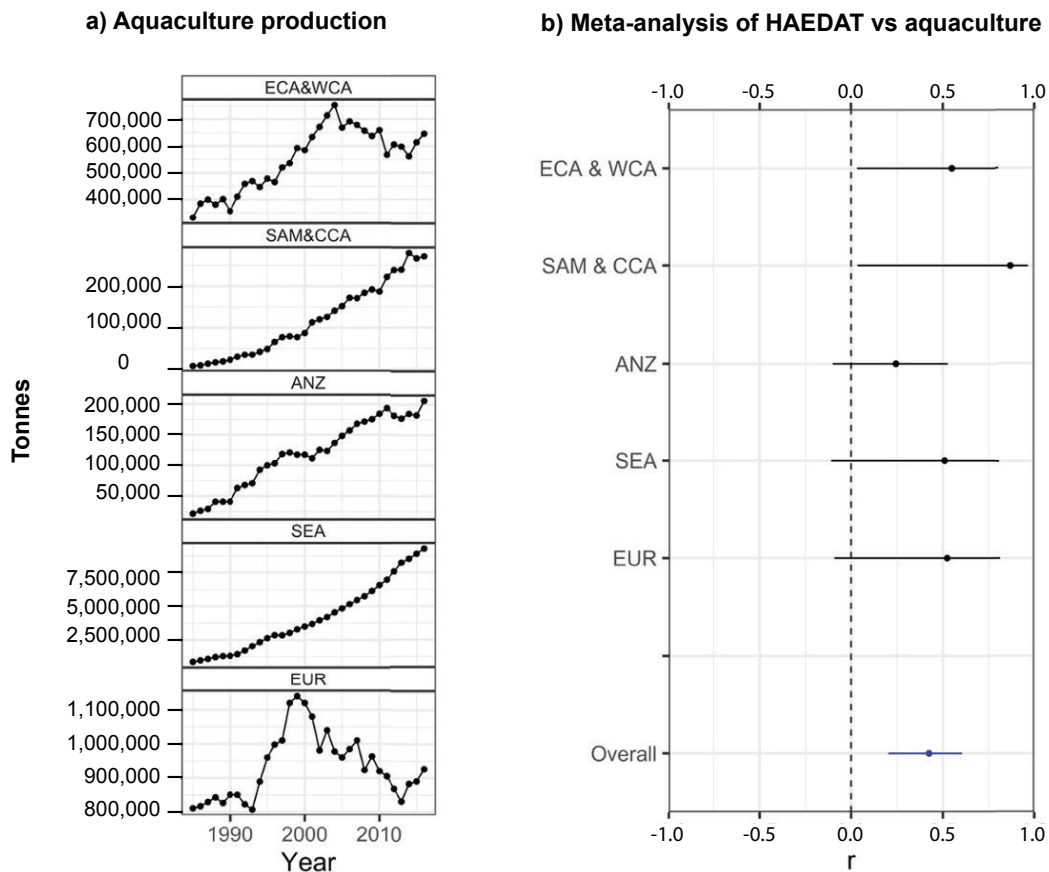 a) Aquaculture production
b) Meta-analysis of HAEDAT vs aquaculture
Tonnes
ECA&WCA
700,000
600,000
500,000
400,000
SAM&CCA
200,000
100,000
0
ANZ
200,000
150,000
100,000
50,000
SEA
7,500,000
5,000,000
2,500,000
EUR
1,100,000
1,000,000
900,000
800,000
1990 2000 2010
Year
-1.0 -0.5 0.0 0.5 1.0
ECA & WCA
SAM & CCA
ANZ
SEA
EUR
Overall
-1.0 -0.5 0.0 0.5 1.0
r